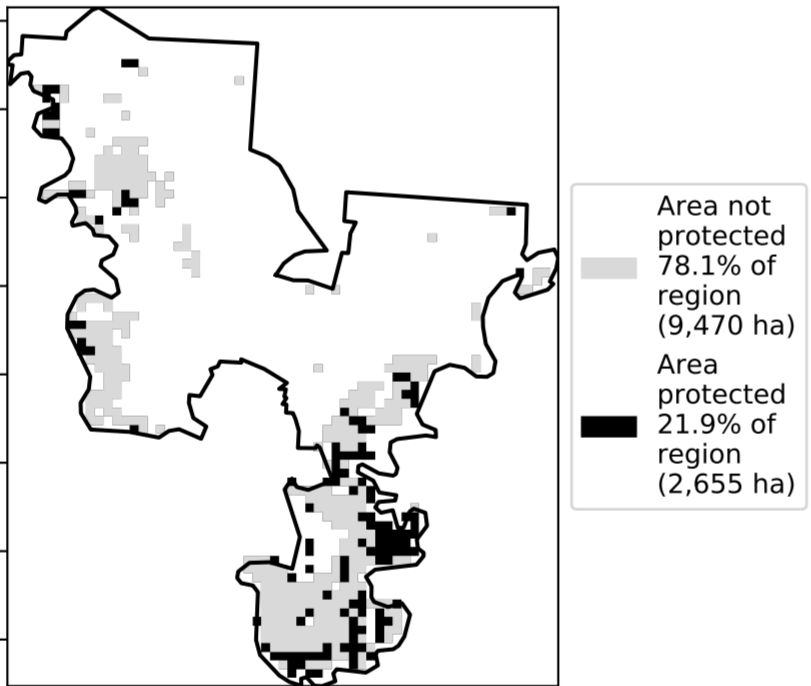 Area not
protected
78.1% of
region
(9,470 ha)
Area
protected
21.9% of
region
(2,655 ha)